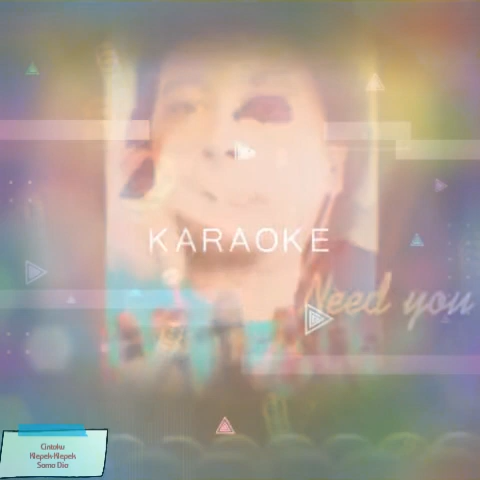 KARAOKE
Need you
Cintaku
Klepek-Klepek
Sama Dia